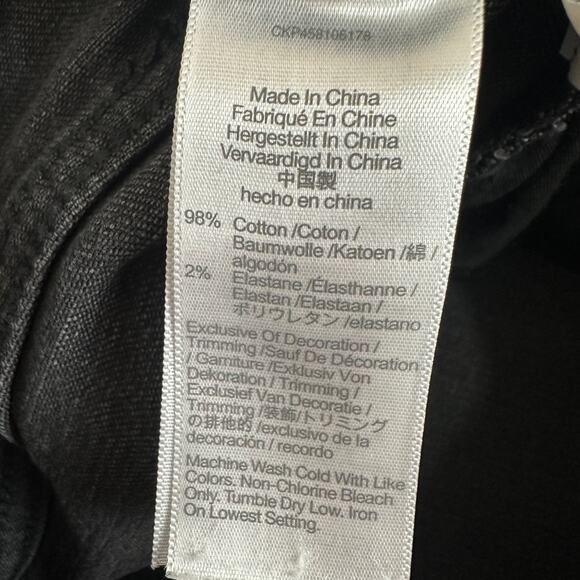 CKP458106178
Made In China
Fabriqué En Chine
Hergestellt In China
Vervaardigd In China
中国製
hecho en china
98% Cotton /Coton /
Baumwolle /Katoen /綿 /
algodón
2% Elastane /Élasthanne /
Elastan /Elastaan /
ポリウレタン /elastano
Exclusive Of Decoration /
Trimming /Sauf De Décoration
/ Garniture /Exklusiv Von
Dekoration / Trimming /
Exclusief Van Decoratie /
Trimming /装飾/トリミング
の排他的 /exclusivo de la
decoración / recordo
Machine Wash Cold With Like
Colors. Non-Chlorine Bleach
Only. Tumble Dry Low. Iron
On Lowest Setting.